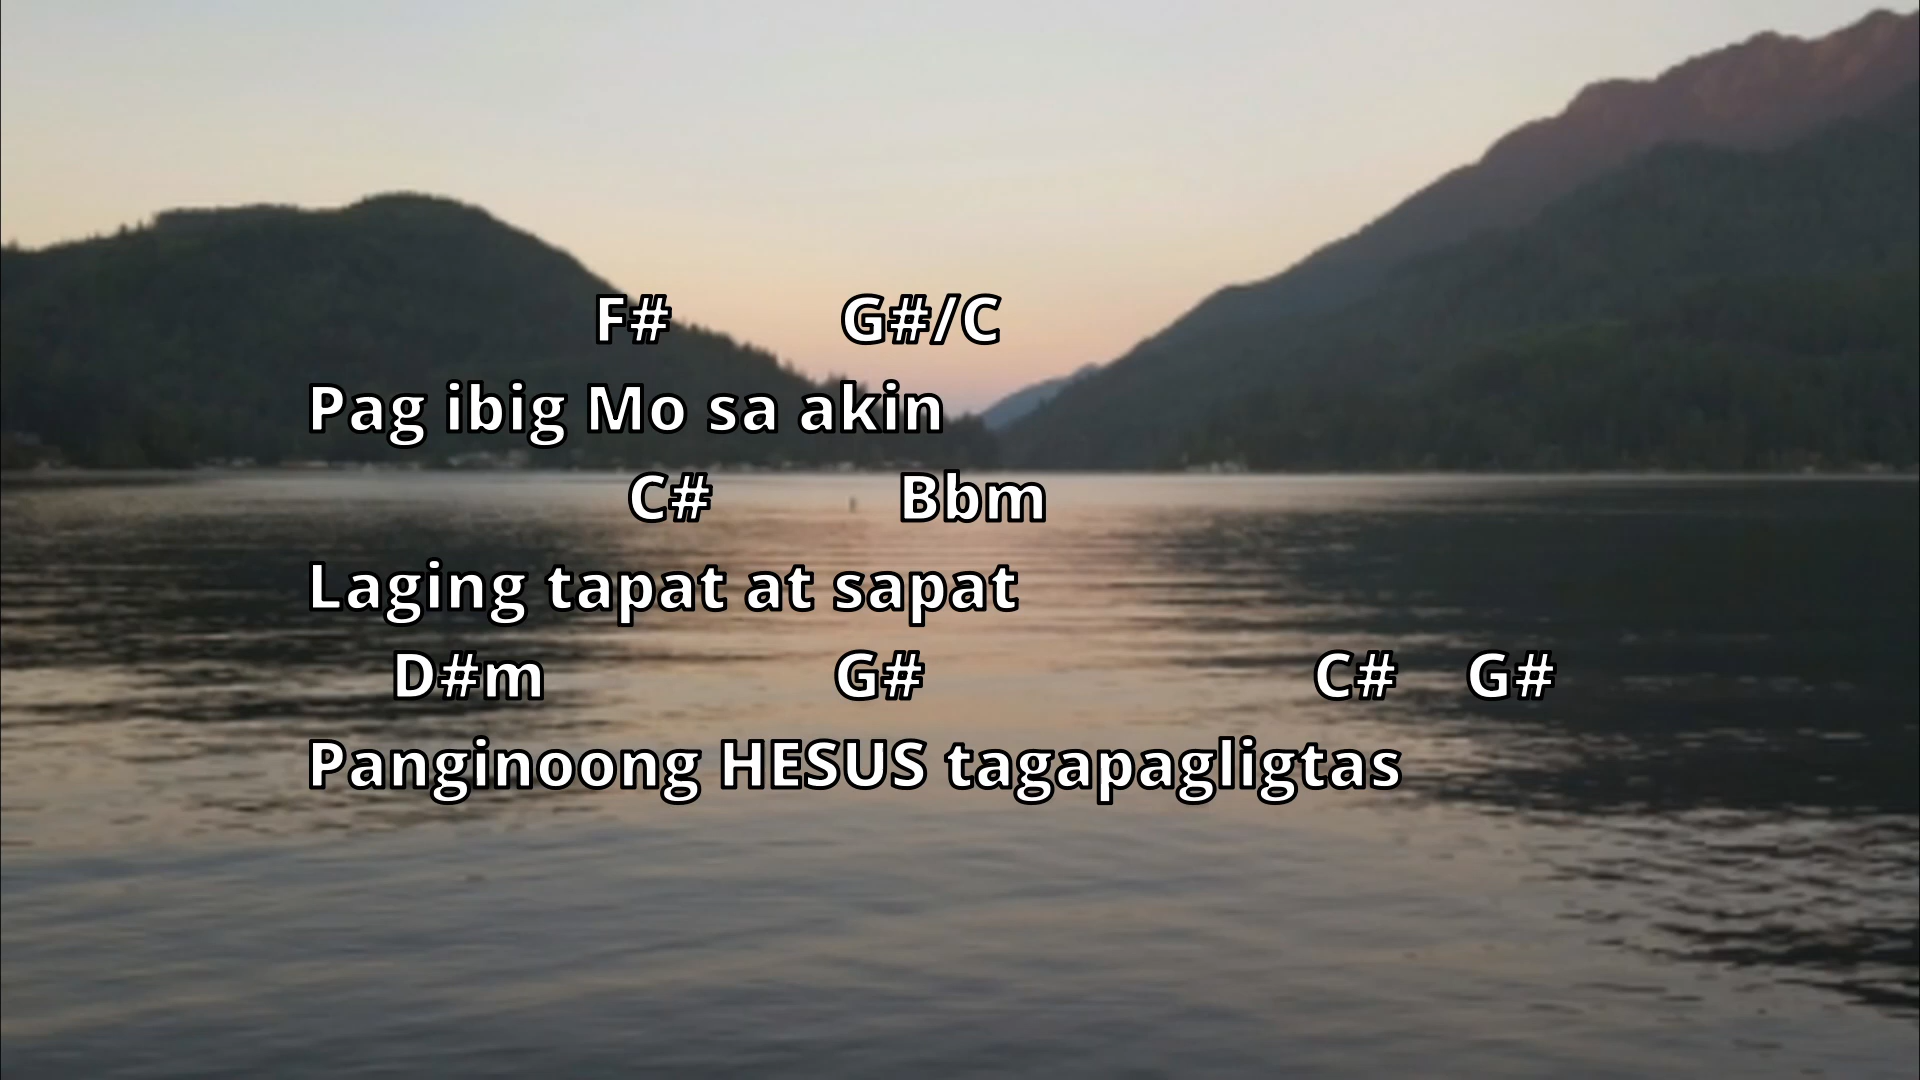 F# G#/C
Pag ibig Mo sa akin
C# Bbm
Laging tapat at sapat
D#m G# C# G#
Panginoong HESUS tagapagligtas